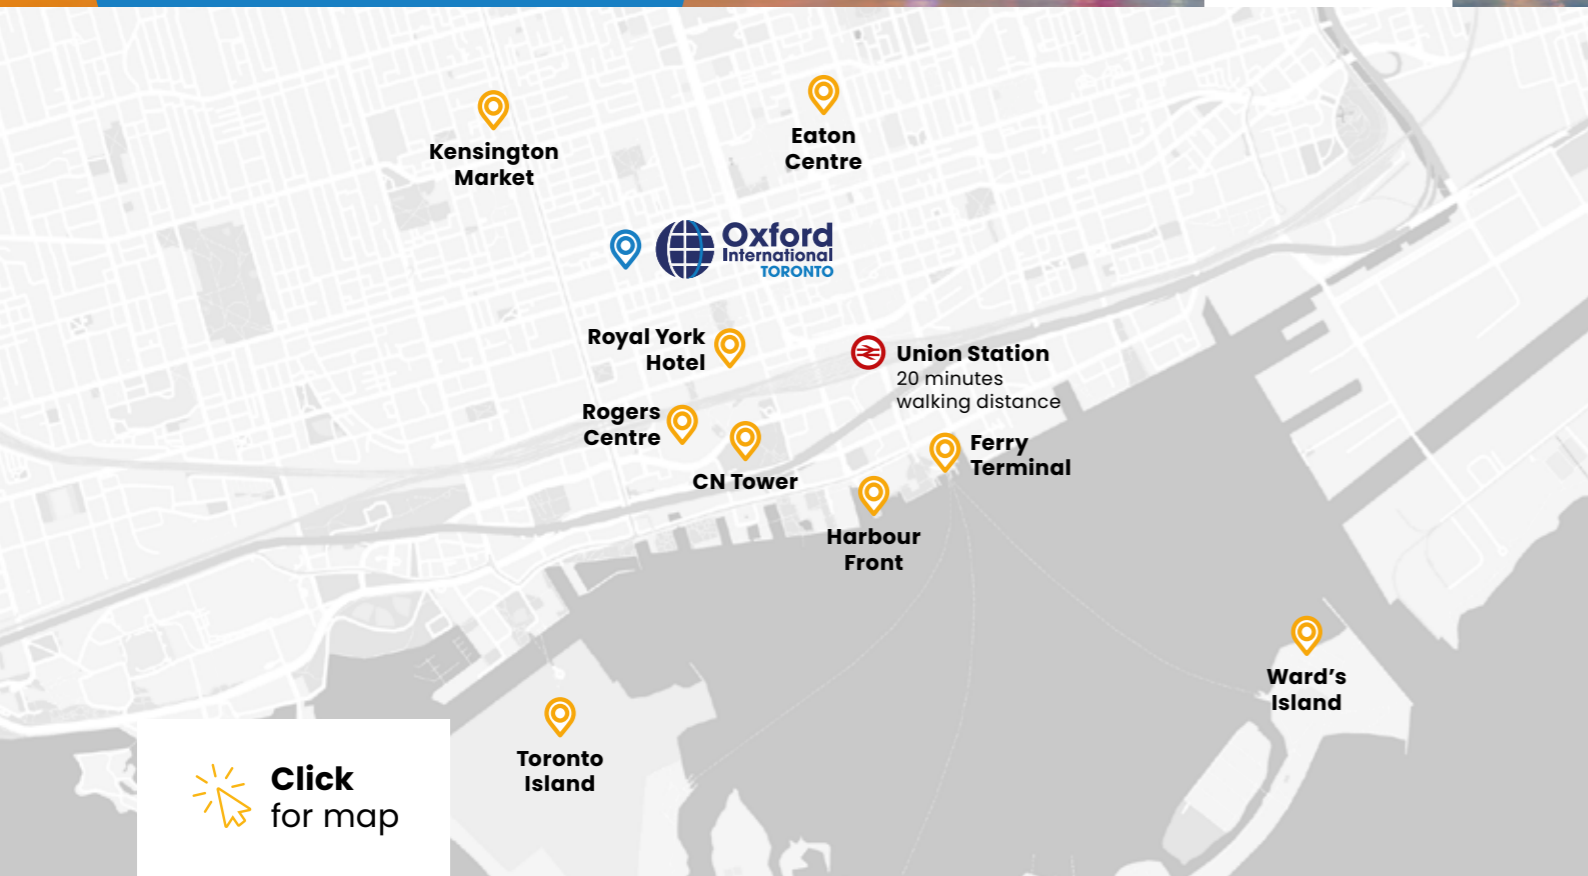 Kensington
Market
Eaton
Centre
Oxford
International
TORONTO
Royal York
Hotel
Union Station
20 minutes
walking distance
Rogers
Centre
CN Tower
Ferry
Terminal
Harbour
Front
Ward’s
Island
Toronto
Island
Click
for map